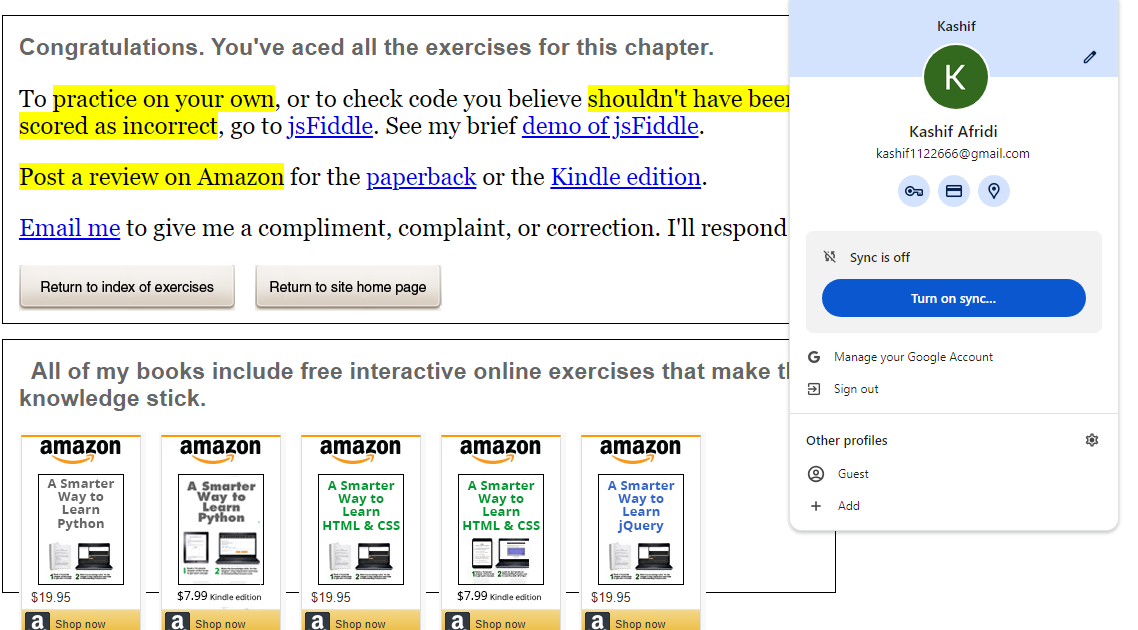 Congratulations. You've aced all the exercises for this chapter.
To practice on your own, or to check code you believe shouldn't have been
scored as incorrect, go to jsFiddle. See my brief demo of jsFiddle.
Post a review on Amazon for the paperback or the Kindle edition.
Email me to give me a compliment, complaint, or correction. I'll respond.
Return to index of exercises
Return to site home page
All of my books include free interactive online exercises that make
knowledge stick.
amazon
A Smarter
Way to
Learn
Python
$19.95
a Shop now
amazon
A Smarter
Way to
Learn
Python
$7.99 Kindle edition
a Shop now
amazon
A Smarter
Way to
Learn
HTML & CSS
$19.95
a Shop now
amazon
A Smarter
Way to
Learn
HTML & CSS
$7.99 Kindle edition
a Shop now
amazon
A Smarter
Way to
Learn
jQuery
$19.95
a Shop now
Kashif
K
Kashif Afridi
kashif1122666@gmail.com
Sync is off
Turn on sync...
G Manage your Google Account
Sign out
Other profiles
Guest
Add